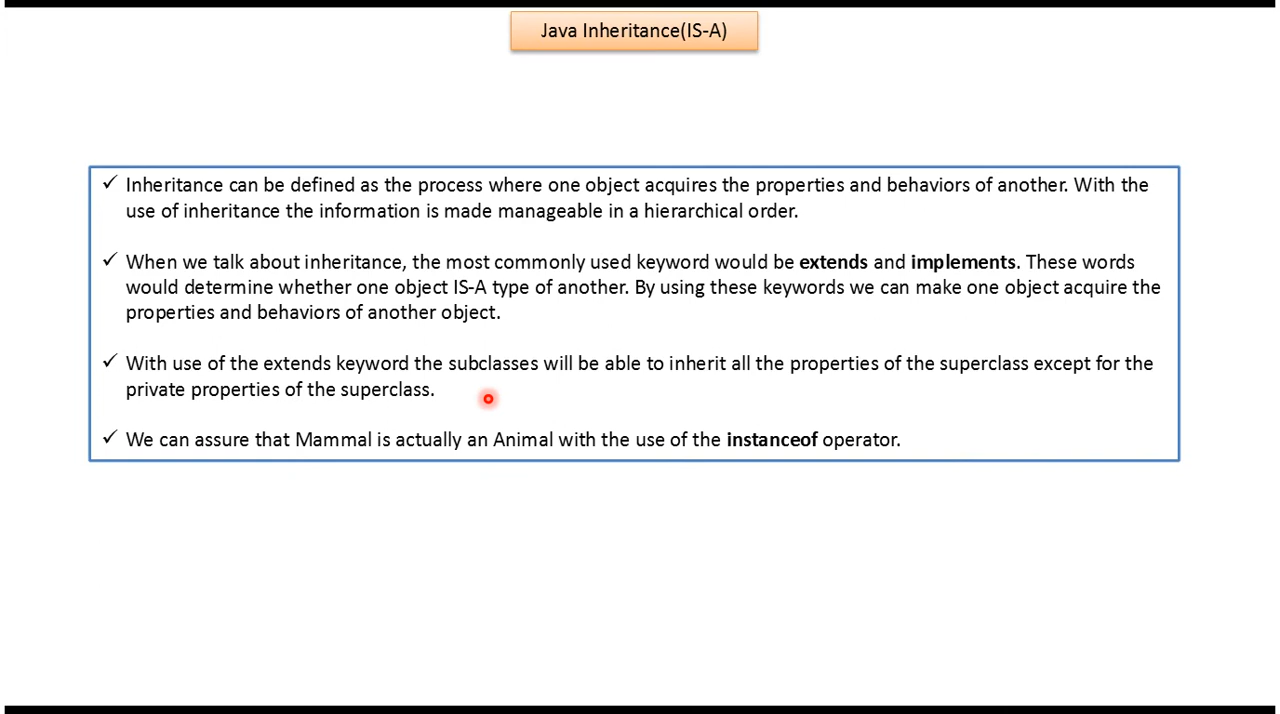 Java Inheritance(IS-A)
✓ Inheritance can be defined as the process where one object acquires the properties and behaviors of another. With the
use of inheritance the information is made manageable in a hierarchical order.
✓ When we talk about inheritance, the most commonly used keyword would be extends and implements. These words
would determine whether one object IS-A type of another. By using these keywords we can make one object acquire the
properties and behaviors of another object.
✓ With use of the extends keyword the subclasses will be able to inherit all the properties of the superclass except for the
private properties of the superclass.
✓ We can assure that Mammal is actually an Animal with the use of the instanceof operator.